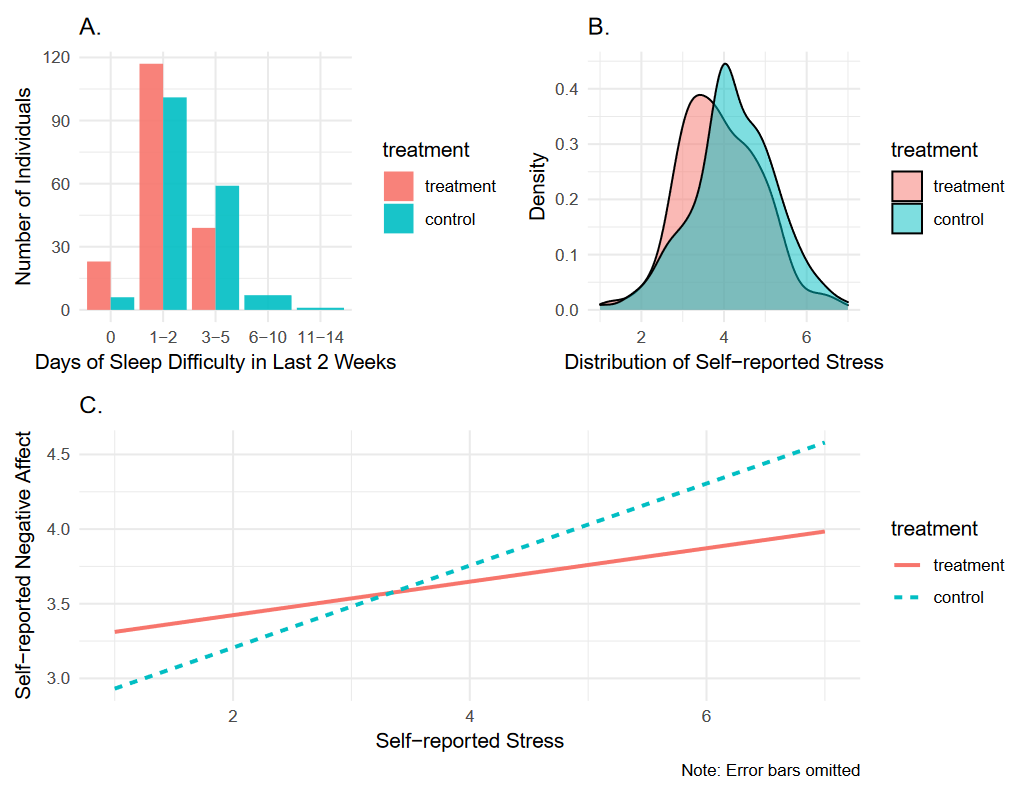 A.
Number of Individuals
120
90
60
30
0
0 1−2 3−5 6−10 11−14
Days of Sleep Difficulty in Last 2 Weeks
treatment
treatment
control
B.
Density
0.4
0.3
0.2
0.1
0.0
2 4 6
Distribution of Self−reported Stress
treatment
treatment
control
C.
Self−reported Negative Affect
4.5
4.0
3.5
3.0
2 4 6
Self−reported Stress
treatment
treatment
control
Note: Error bars omitted